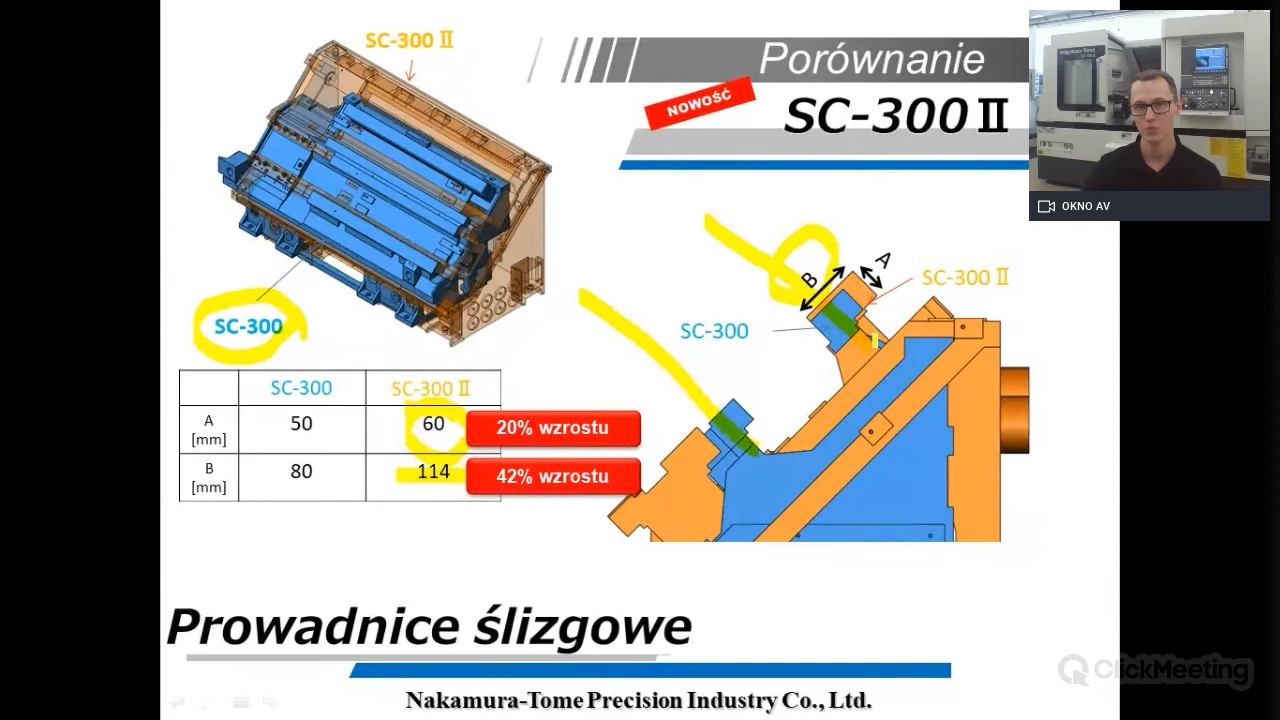 SC-300 Ⅱ
Porównanie
NOWOŚĆ
SC-300Ⅱ
OKNO AV
SC-300
B
A
SC-300 Ⅱ
SC-300
SC-300 SC-300 Ⅱ
A [mm] 50 60 20% wzrostu
B [mm] 80 114 42% wzrostu
Prowadnice ślizgowe
Nakamura-Tome Precision Industry Co., Ltd.
ClickMeeting